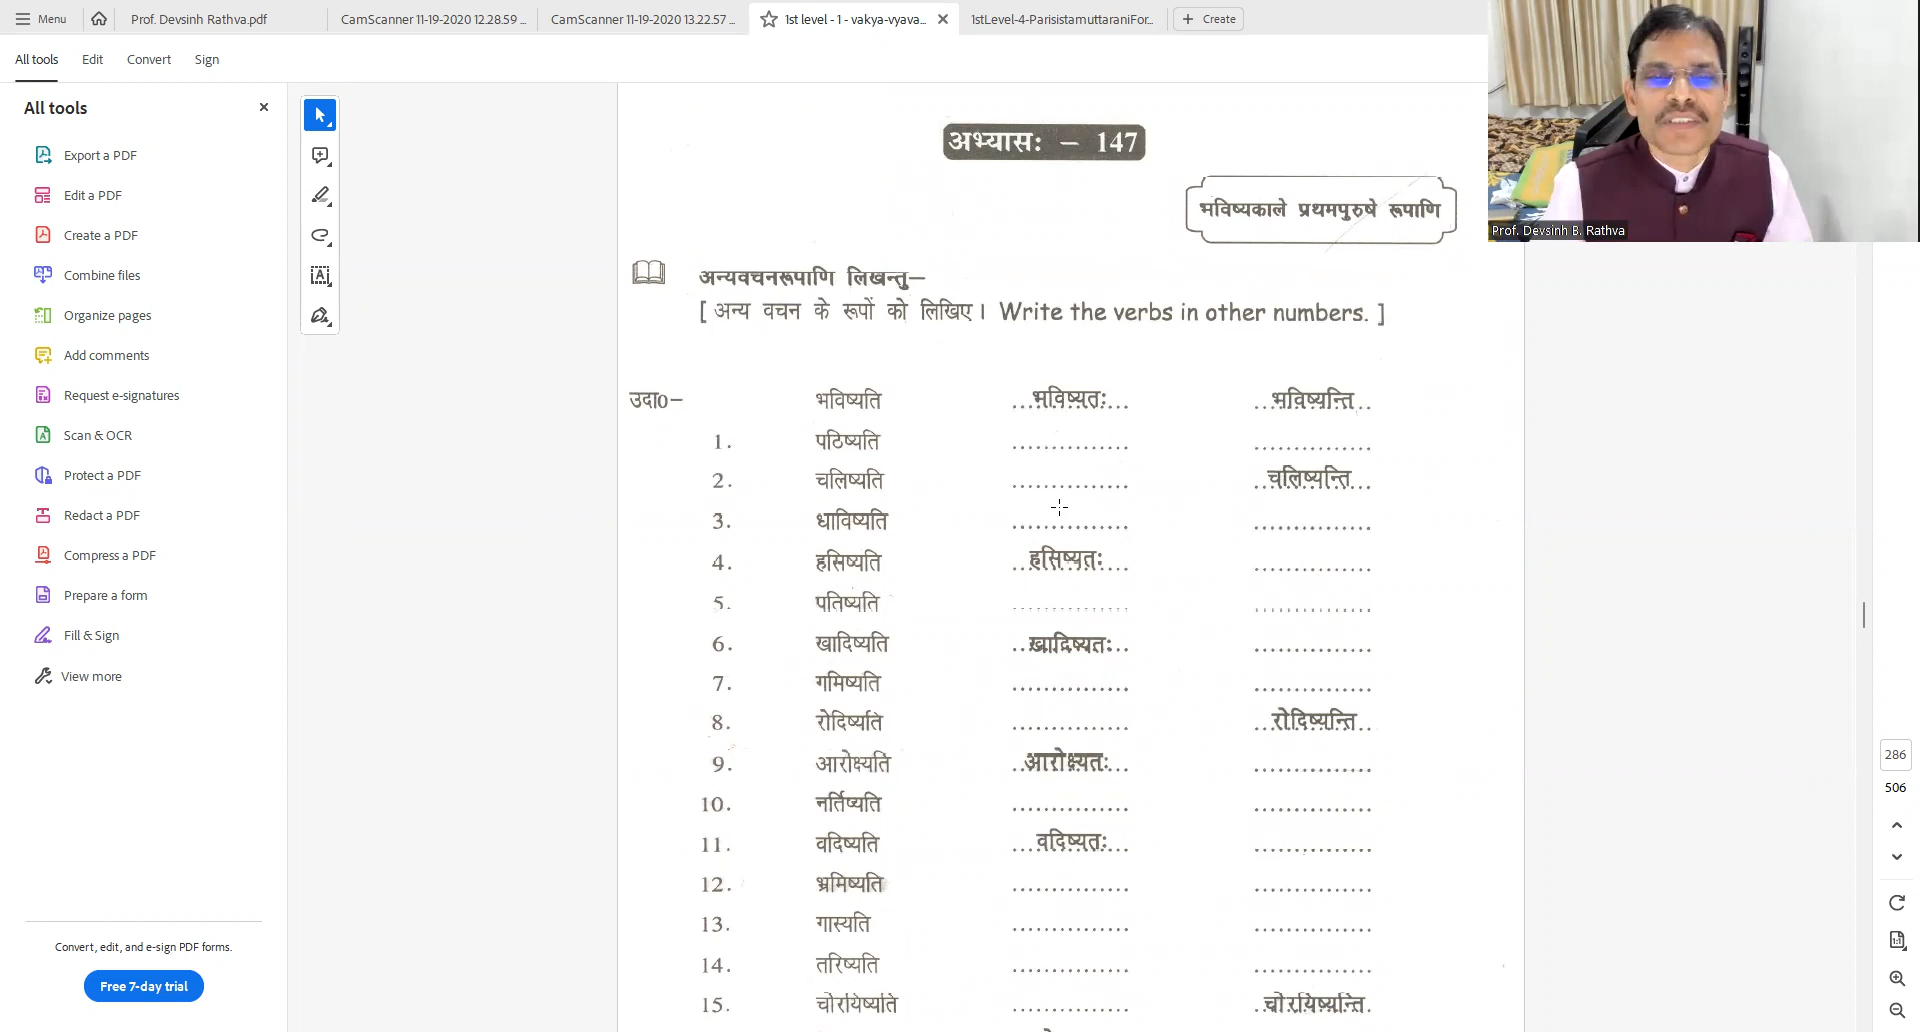 Menu
Prof. Devsinh Rathva.pdf
CamScanner 11-19-2020 12.28.59 ...
CamScanner 11-19-2020 13.22.57 ...
1st level - 1 - vakya-vyava...
1stLevel-4-ParisistamuttaraniFor...
Create
All tools Edit Convert Sign
All tools
Export a PDF
Edit a PDF
Create a PDF
Combine files
Organize pages
Add comments
Request e-signatures
Scan & OCR
Protect a PDF
Redact a PDF
Compress a PDF
Prepare a form
Fill & Sign
View more
Convert, edit, and e-sign PDF forms.
Free 7-day trial
अभ्यासः – 147
भविष्यकाले प्रथमपुरुषे रूपाणि
अन्यवचनरूपाणि लिखन्तु–
[ अन्य वचन के रूपों को लिखिए। Write the verbs in other numbers. ]
उदा०– भविष्यति ...भविष्यतः... ...भविष्यन्ति...
1. पठिष्यति ............... ...............
2. चलिष्यति ............... ...चलिष्यन्ति...
3. धाविष्यति ............... ...............
4. हसिष्यति ...हसिष्यतः... ...............
5. पतिष्यति ............... ...............
6. खादिष्यति ...खादिष्यतः... ...............
7. गमिष्यति ............... ...............
8. रोदिष्यति ............... ...रोदिष्यन्ति...
9. आरोक्ष्यति ...आरोक्ष्यतः... ...............
10. नर्तिष्यति ............... ...............
11. वदिष्यति ...वदिष्यतः... ...............
12. भ्रमिष्यति ............... ...............
13. गास्यति ............... ...............
14. तरिष्यति ............... ...............
15. चोरयिष्यति ............... ..चोरयिष्यन्ति..
Prof. Devsinh B. Rathva
286
506